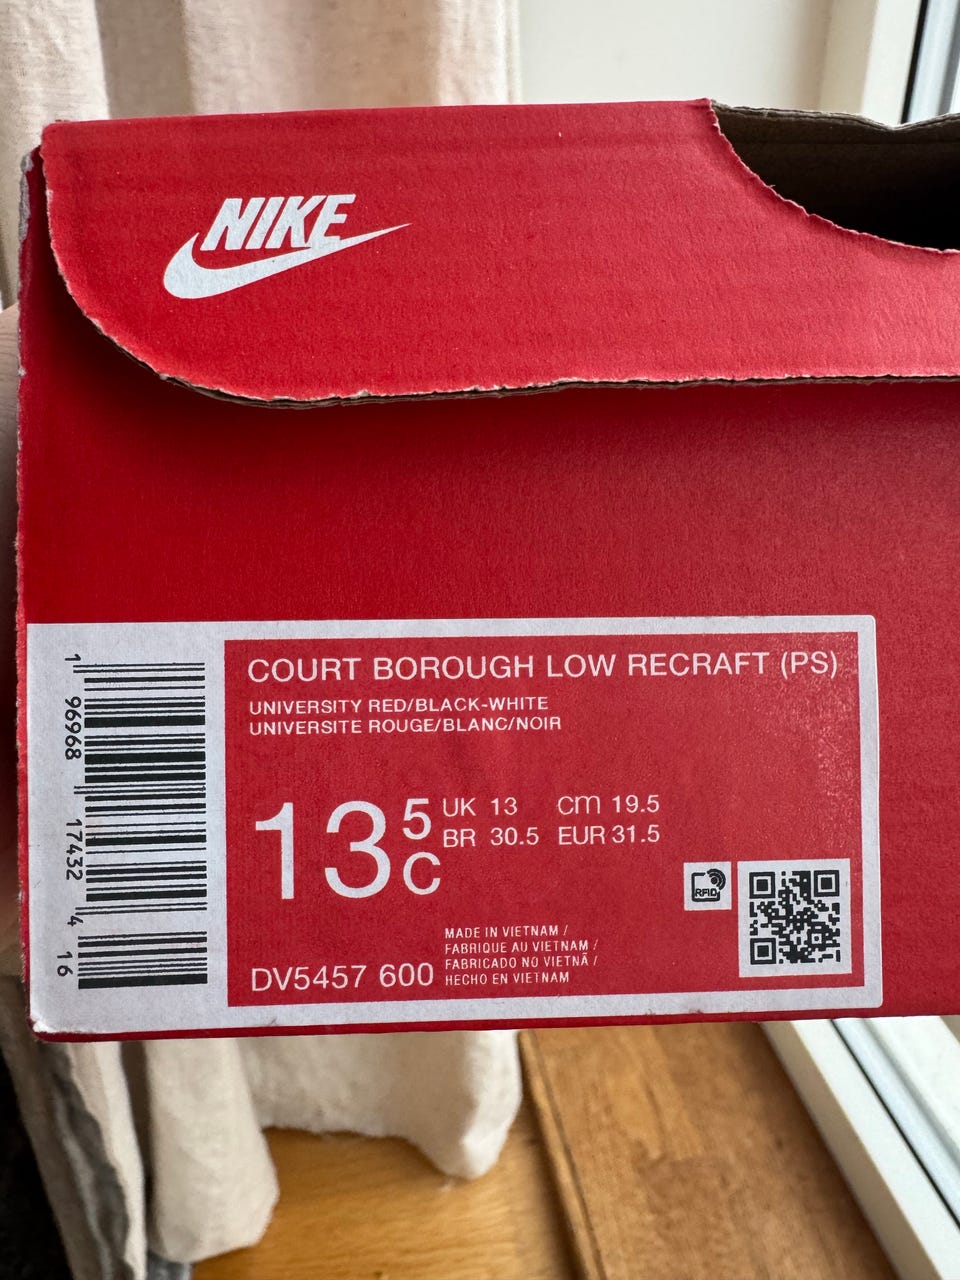 NIKE
COURT BOROUGH LOW RECRAFT (PS)
UNIVERSITY RED/BLACK-WHITE
UNIVERSITE ROUGE/BLANC/NOIR
13 5 C
UK 13 cm 19.5
BR 30.5 EUR 31.5
RFID
MADE IN VIETNAM /
FABRIQUE AU VIETNAM /
FABRICADO NO VIETNÃ /
HECHO EN VIETNAM
DV5457 600
1 96968 17432 4 16